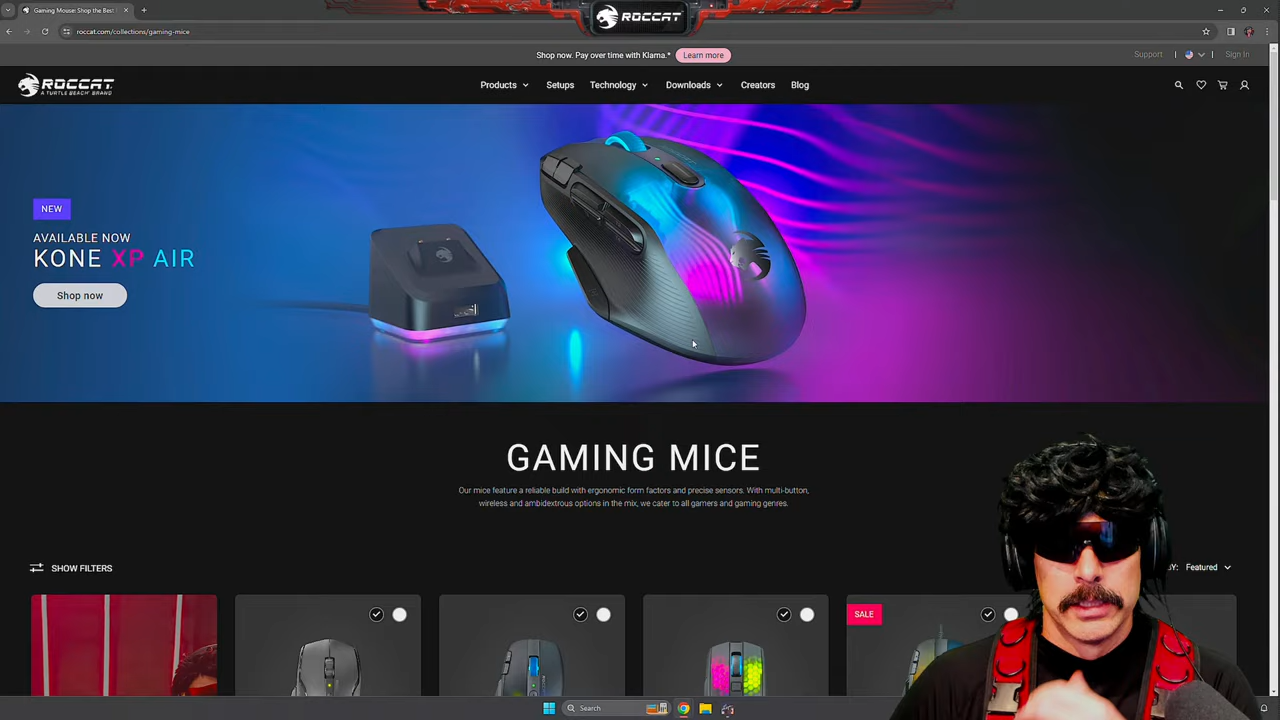 ROCCAT
Gaming Mouse: Shop the Best
roccat.com/collections/gaming-mice
Shop now. Pay over time with Klarna.* Learn more
Support
Sign In
ROCCAT
A TURTLE BEACH BRAND
Products
Setups
Technology
Downloads
Creators
Blog
NEW
AVAILABLE NOW
KONE XP AIR
Shop now
GAMING MICE
Our mice feature a reliable build with ergonomic form factors and precise sensors. With multi-button,
wireless and ambidextrous options in the mix, we cater to all gamers and gaming genres.
SHOW FILTERS
Y: Featured
SALE
Search